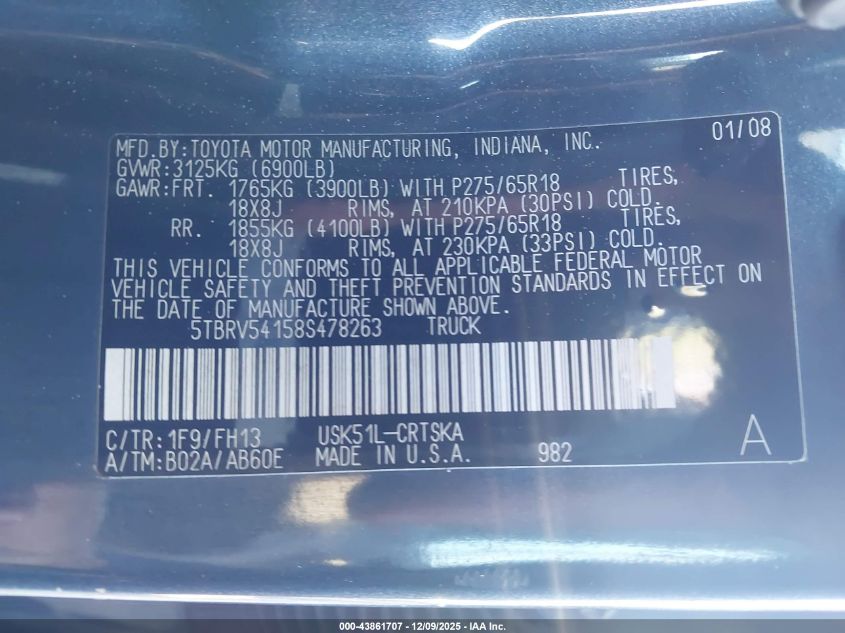 01/08
MFD. BY: TOYOTA MOTOR MANUFACTURING, INDIANA, INC.
GVWR: 3125KG (6900LB)
GAWR: FRT. 1765KG (3900LB) WITH P275/65R18 TIRES,
18X8J RIMS, AT 210KPA (30PSI) COLD.
RR. 1855KG (4100LB) WITH P275/65R18 TIRES,
18X8J RIMS, AT 230KPA (33PSI) COLD.
THIS VEHICLE CONFORMS TO ALL APPLICABLE FEDERAL MOTOR
VEHICLE SAFETY AND THEFT PREVENTION STANDARDS IN EFFECT ON
THE DATE OF MANUFACTURE SHOWN ABOVE.
5TBRV54158S478263 TRUCK
C/TR: 1F9/FH13 USK51L-CRTSKA
A/TM: B02A/AB60E MADE IN U.S.A. 982
A
000-43861707 - 12/09/2025 - IAA Inc.